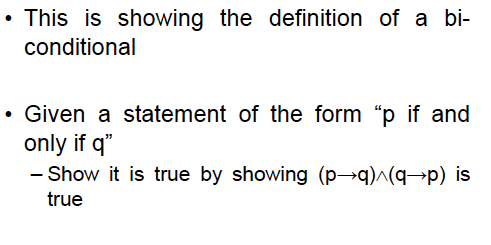 • This is showing the definition of a bi-
conditional
• Given a statement of the form “p if and
only if q”
– Show it is true by showing (p→q)∧(q→p) is
true